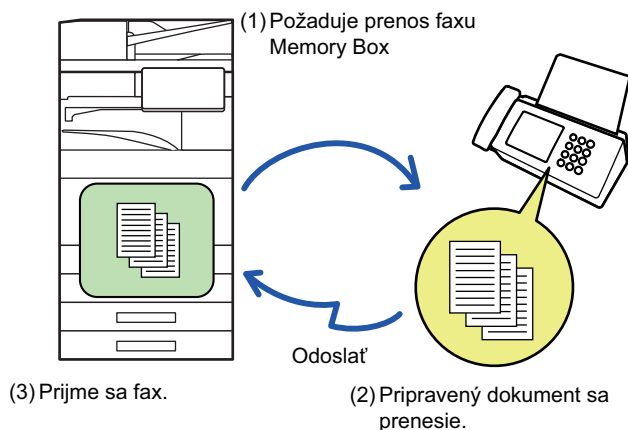 (1) Požaduje prenos faxu
Memory Box
Odoslať
(3) Prijme sa fax.
(2) Pripravený dokument sa
prenesie.